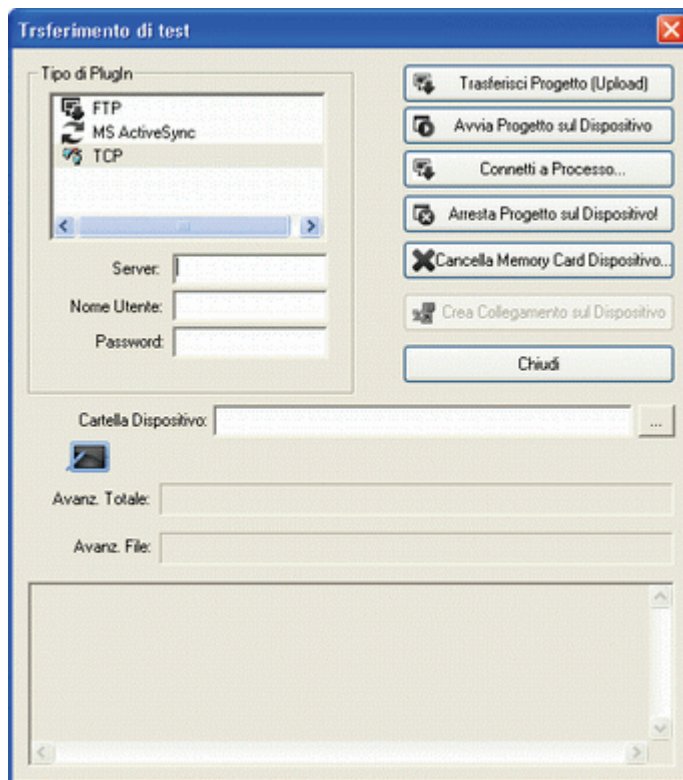 Trsferimento di test
Tipo di PlugIn
FTP
MS ActiveSync
TCP
Server:
Nome Utente:
Password:
Trasferisci Progetto (Upload)
Avvia Progetto sul Dispositivo
Connetti a Processo...
Arresta Progetto sul Dispositivo!
Cancella Memory Card Dispositivo...
Crea Collegamento sul Dispositivo
Chiudi
Cartella Dispositivo:
...
Avanz. Totale:
Avanz. File: